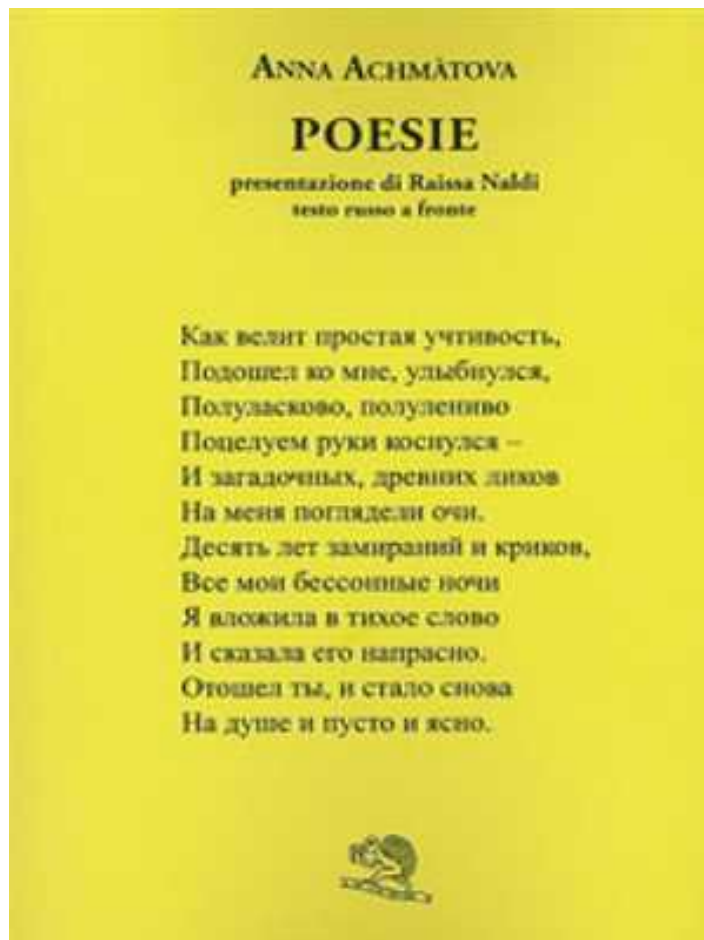 ANNA ACHMÀTOVA
POESIE
presentazione di Raissa Naldi
testo russo a fronte
Как велит простая учтивость,
Подошел ко мне, улыбнулся,
Полуласково, полулениво
Поцелуем руки коснулся –
И загадочных, древних ликов
На меня поглядели очи.
Десять лет замираний и криков,
Все мои бессонные ночи
Я вложила в тихое слово
И сказала его напрасно.
Отошел ты, и стало снова
На душе и пусто и ясно.